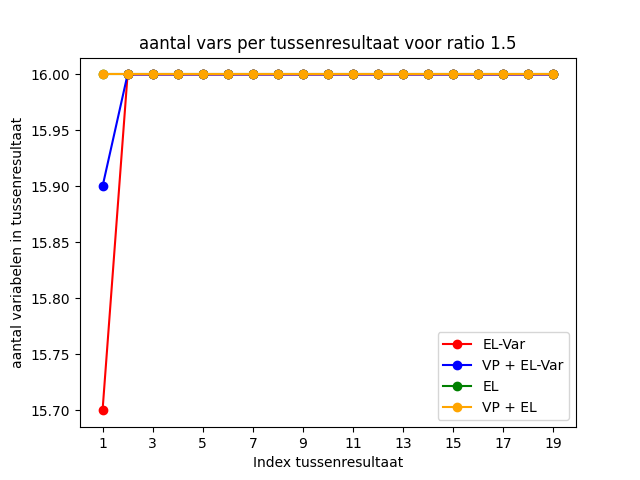 aantal vars per tussenresultaat voor ratio 1.5
aantal variabelen in tussenresultaat
16.00
15.95
15.90
15.85
15.80
15.75
15.70
1 3 5 7 9 11 13 15 17 19
Index tussenresultaat
EL-Var
VP + EL-Var
EL
VP + EL